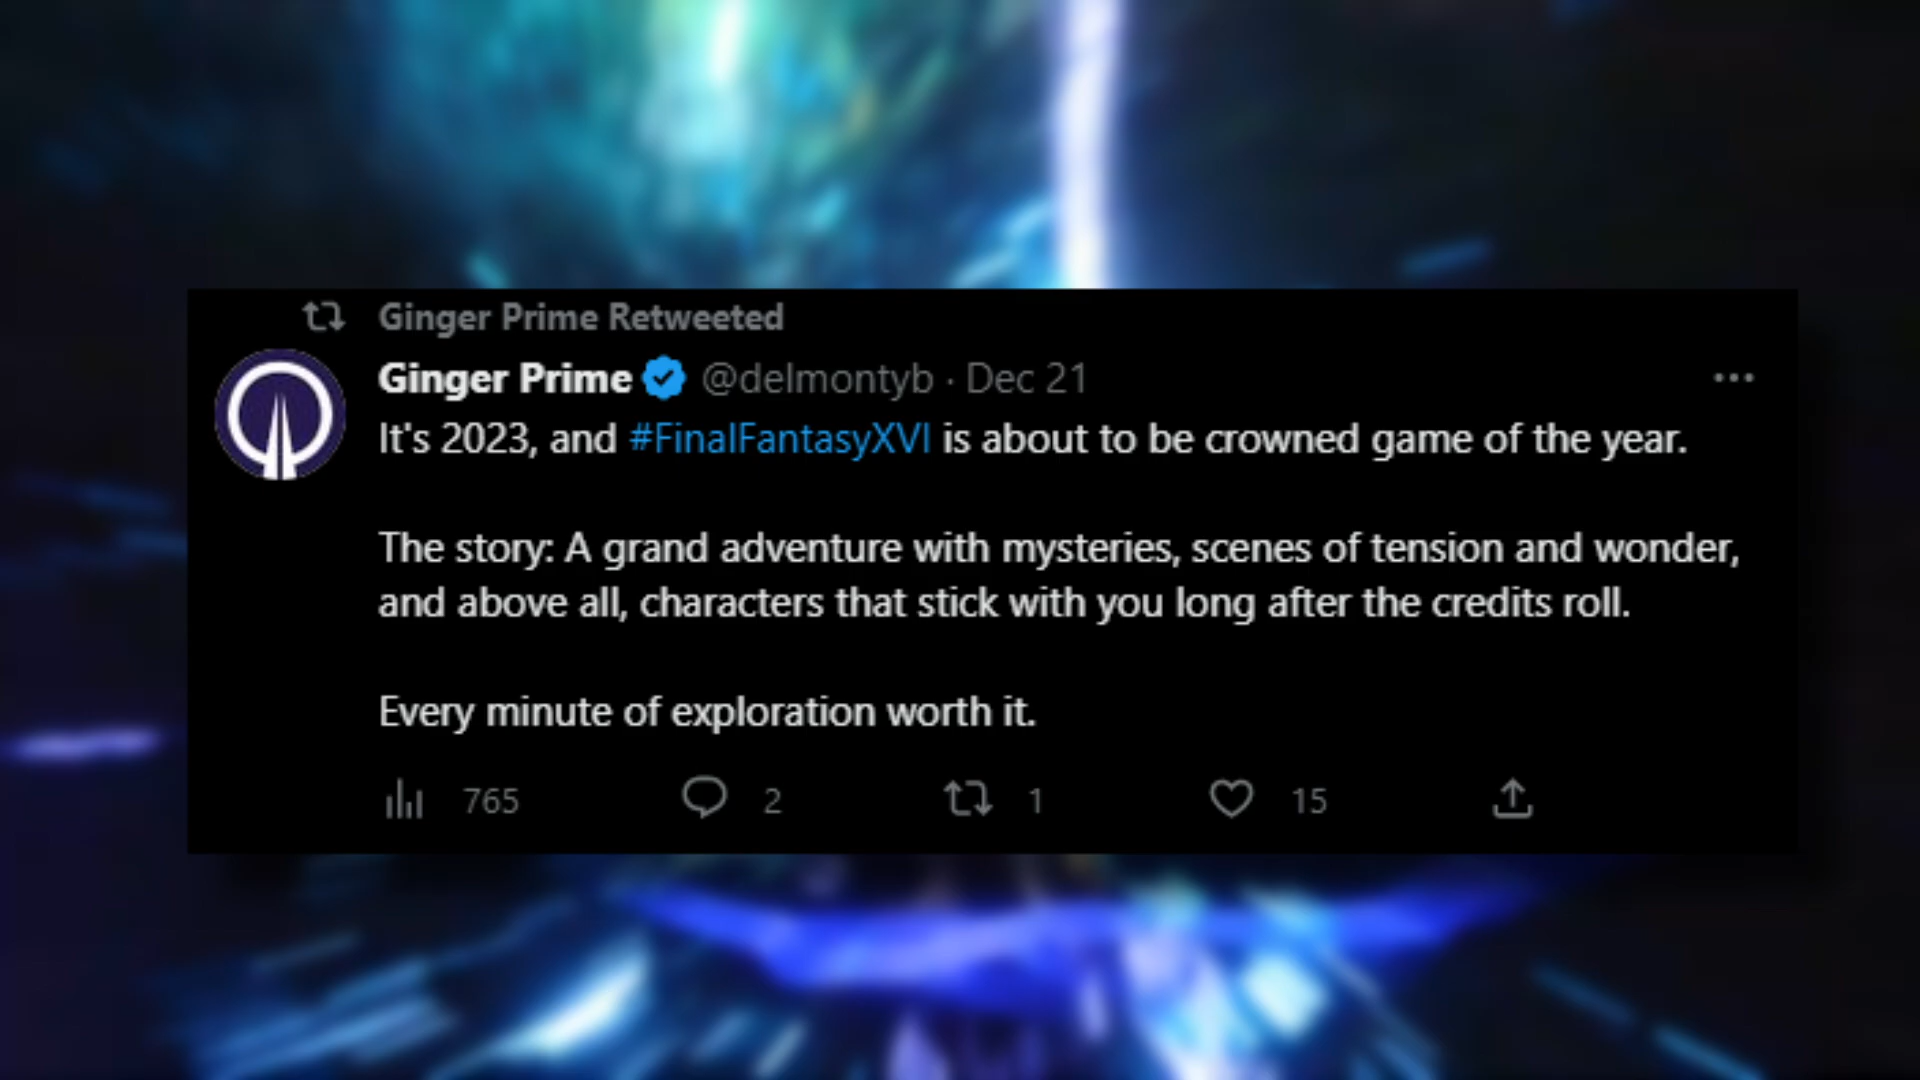 Ginger Prime Retweeted
Ginger Prime @delmontyb · Dec 21
It's 2023, and #FinalFantasyXVI is about to be crowned game of the year.
The story: A grand adventure with mysteries, scenes of tension and wonder,
and above all, characters that stick with you long after the credits roll.
Every minute of exploration worth it.
765 2 1 15